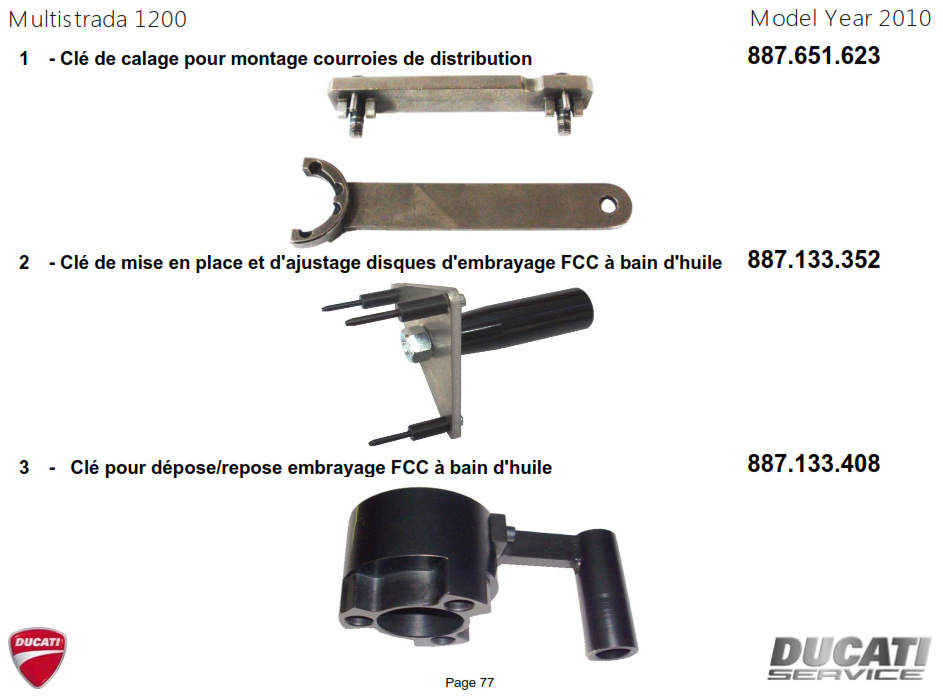 Multistrada 1200
Model Year 2010
1 - Clé de calage pour montage courroies de distribution 887.651.623
2 - Clé de mise en place et d'ajustage disques d'embrayage FCC à bain d'huile 887.133.352
3 - Clé pour dépose/repose embrayage FCC à bain d'huile 887.133.408
DUCATI
Page 77
DUCATI
SERVICE